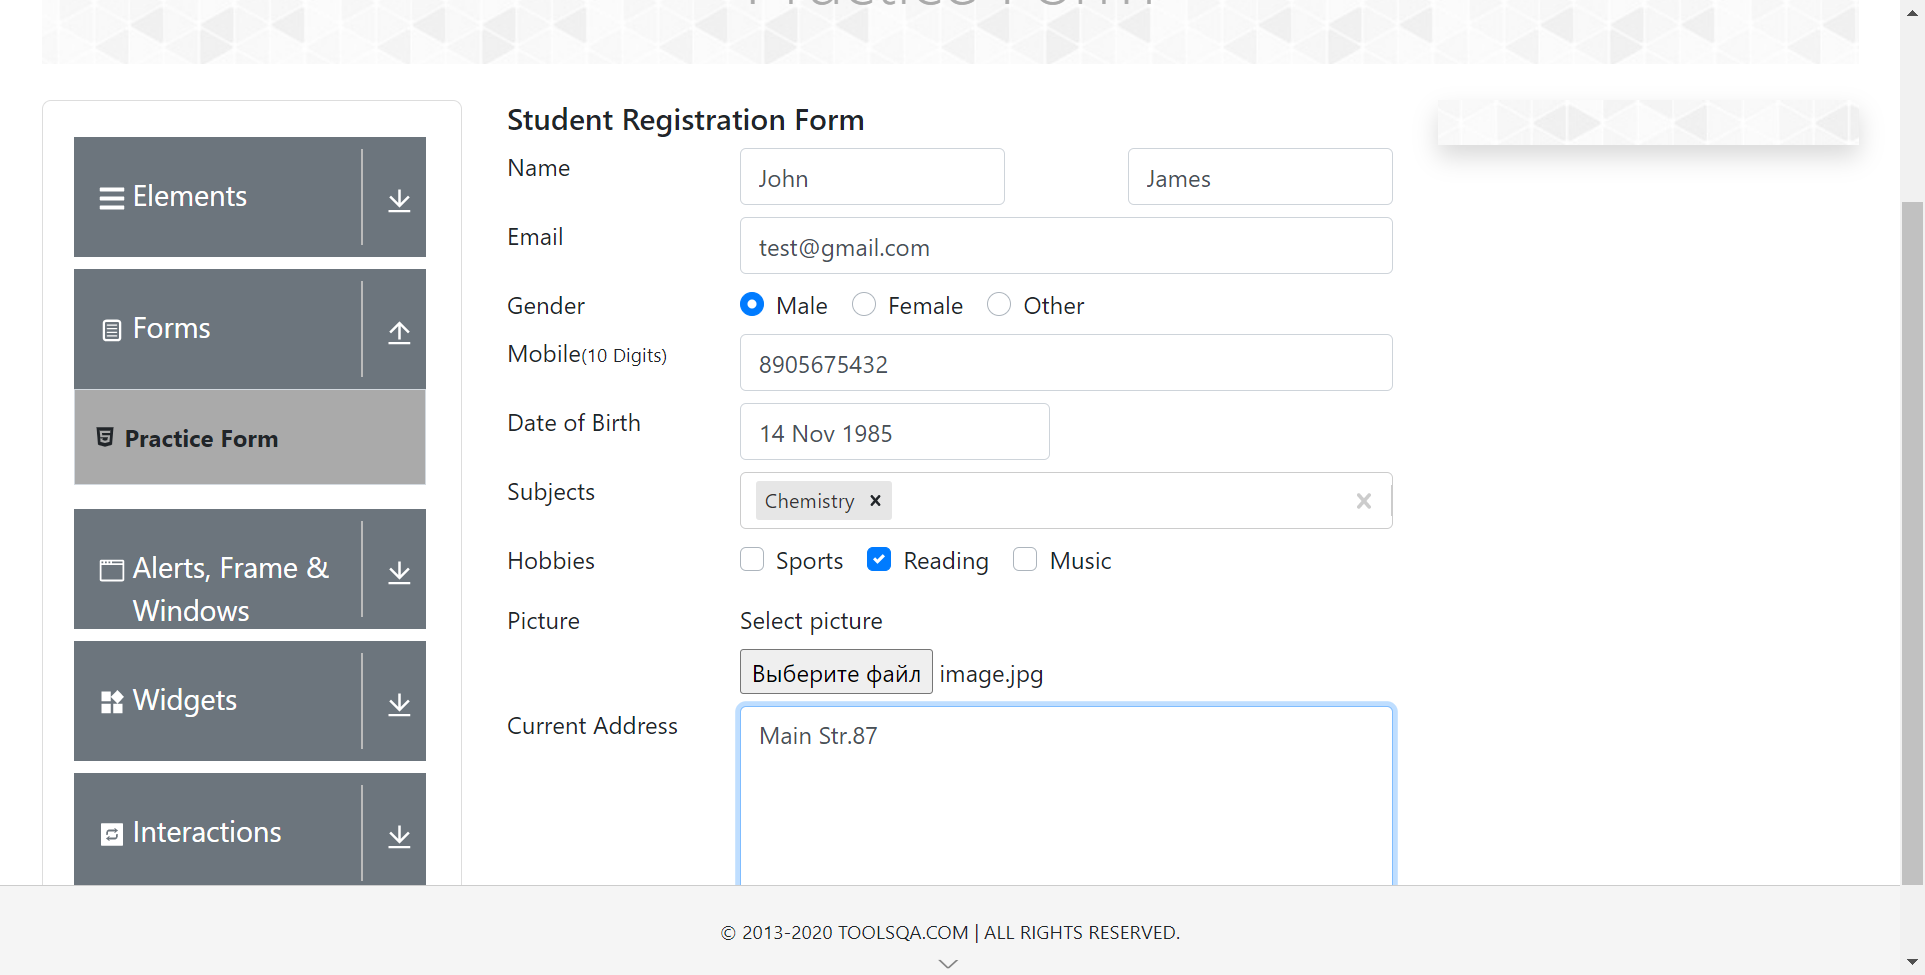 Practice Form
Elements
Forms
Practice Form
Alerts, Frame &
Windows
Widgets
Interactions
Student Registration Form
Name
John
James
Email
test@gmail.com
Gender
Male
Female
Other
Mobile(10 Digits)
8905675432
Date of Birth
14 Nov 1985
Subjects
Chemistry
Hobbies
Sports
Reading
Music
Picture
Select picture
Выберите файл image.jpg
Current Address
Main Str.87
© 2013-2020 TOOLSQA.COM | ALL RIGHTS RESERVED.